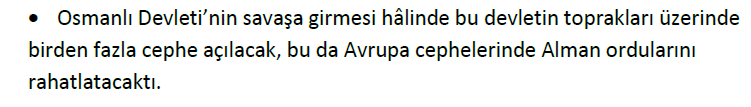 • Osmanlı Devleti’nin savaşa girmesi hâlinde bu devletin toprakları üzerinde
birden fazla cephe açılacak, bu da Avrupa cephelerinde Alman ordularını
rahatlatacaktı.